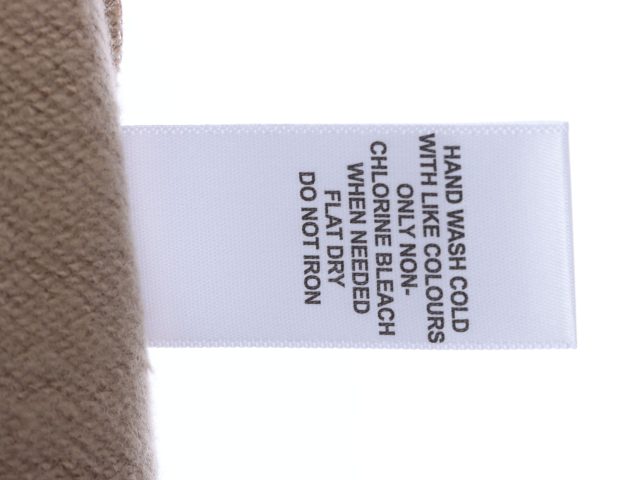 HAND WASH COLD
WITH LIKE COLOURS
ONLY NON-
CHLORINE BLEACH
WHEN NEEDED
FLAT DRY
DO NOT IRON